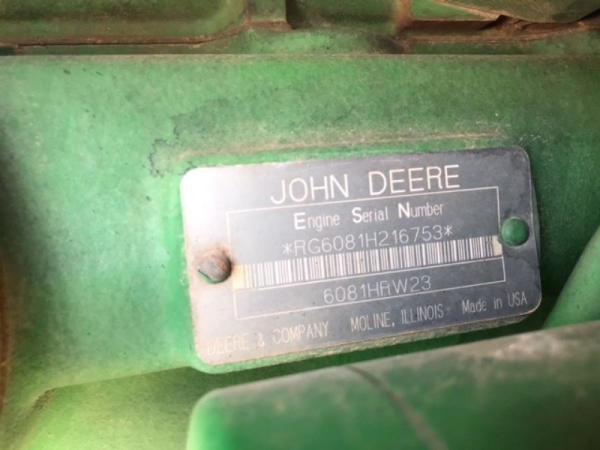 JOHN DEERE
Engine Serial Number
*RG6081H216753*
6081HRW23
DEERE & COMPANY MOLINE, ILLINOIS Made in USA